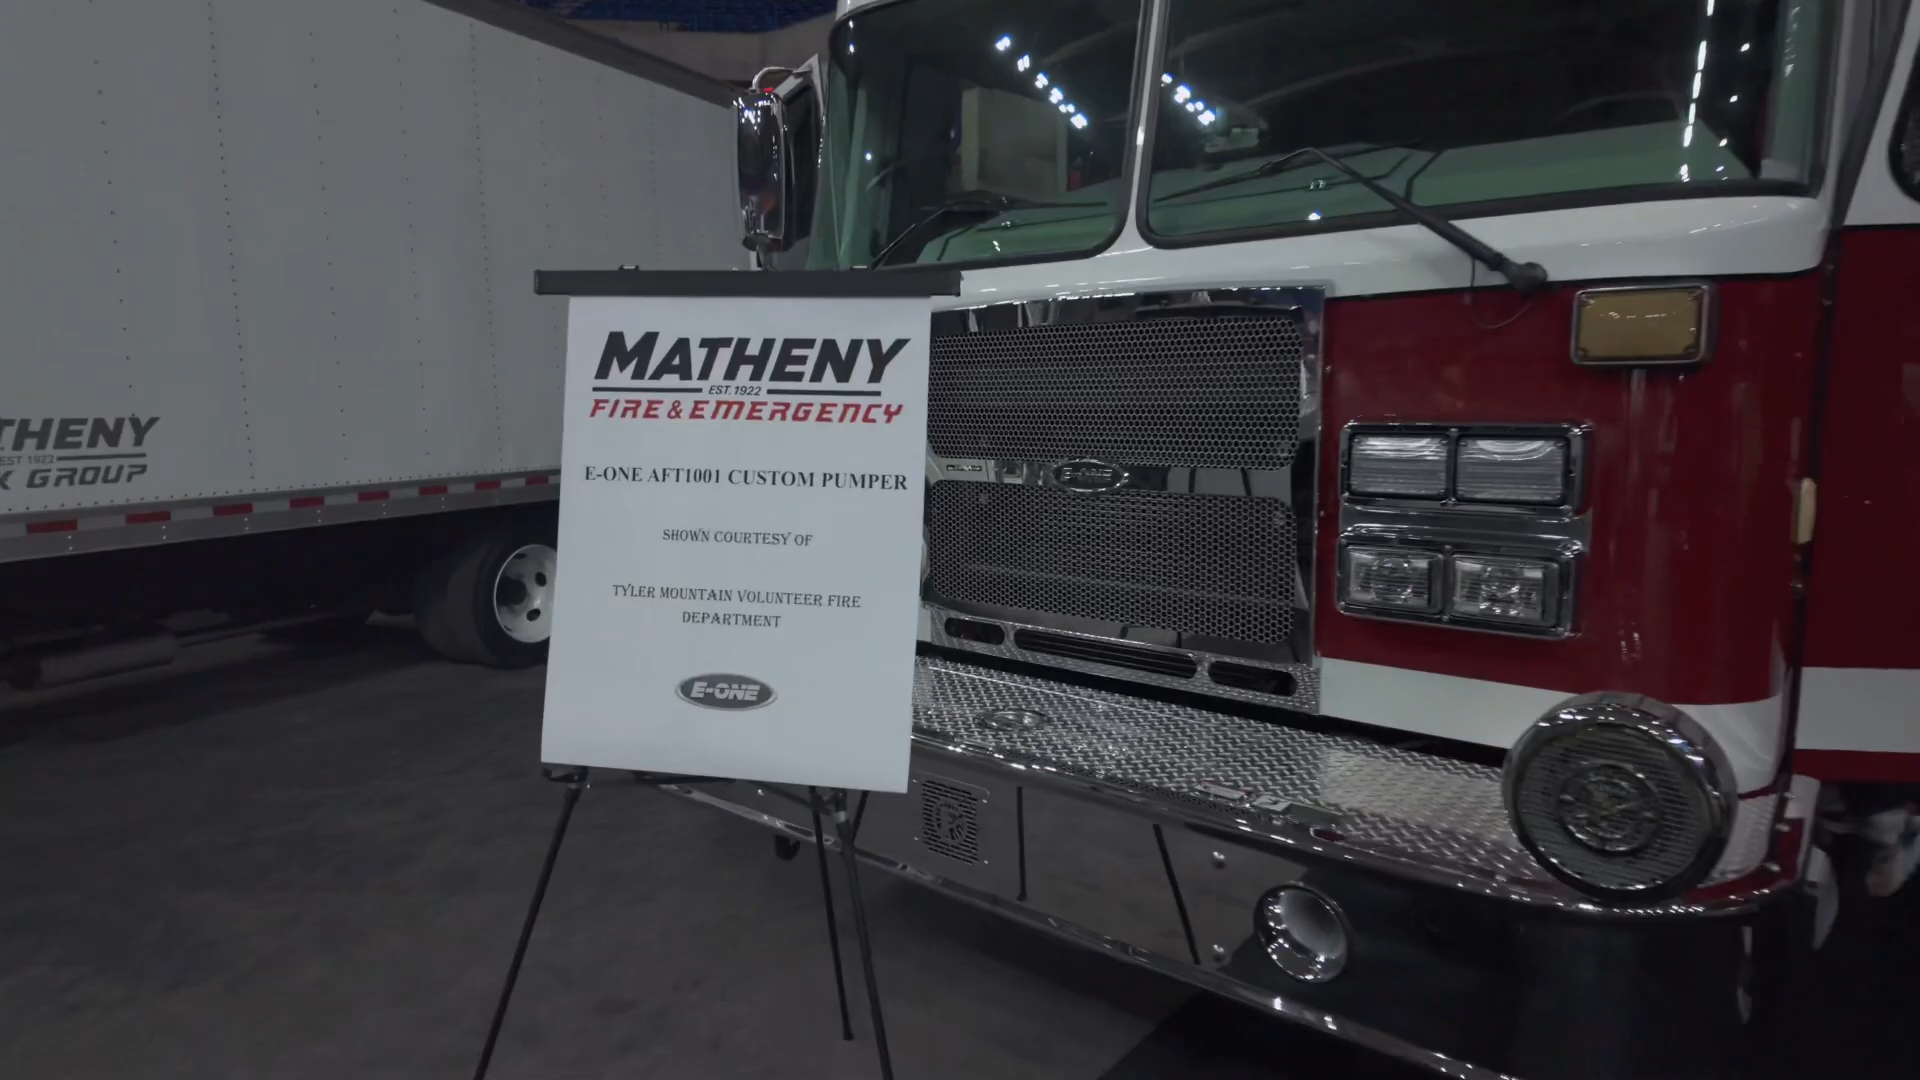 MATHENY
EST. 1922
FIRE & EMERGENCY
E-ONE AFT1001 CUSTOM PUMPER
SHOWN COURTESY OF
TYLER MOUNTAIN VOLUNTEER FIRE
DEPARTMENT
E-ONE
THENY
EST 1922
K GROUP
E-ONE